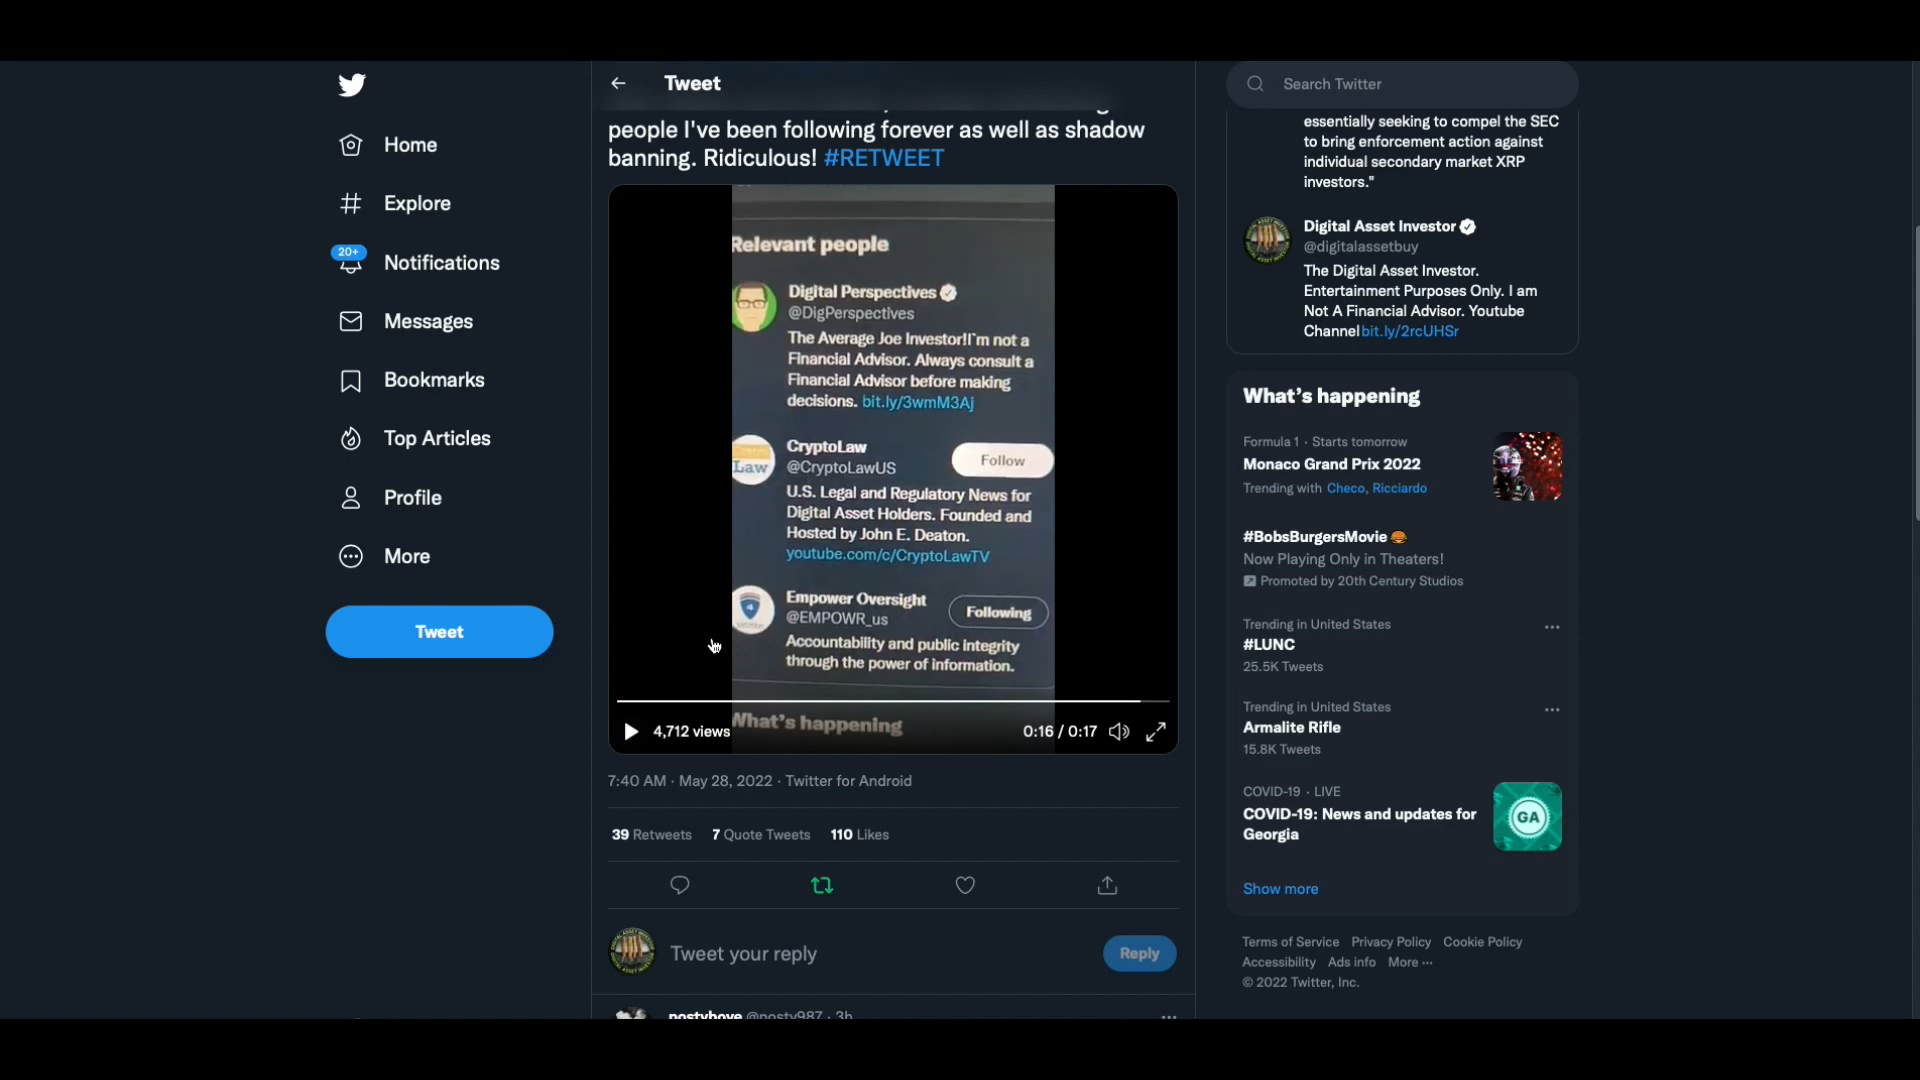 Home
Explore
20+
Notifications
Messages
Bookmarks
Top Articles
Profile
More
Tweet
Tweet
people I've been following forever as well as shadow
banning. Ridiculous! #RETWEET
Relevant people
Digital Perspectives
@DigPerspectives
The Average Joe Investor!I`m not a
Financial Advisor. Always consult a
Financial Advisor before making
decisions. bit.ly/3wmM3Aj
Law
CryptoLaw
@CryptoLawUS
Follow
U.S. Legal and Regulatory News for
Digital Asset Holders. Founded and
Hosted by John E. Deaton.
youtube.com/c/CryptoLawTV
Empower Oversight
@EMPOWR_us
Following
Accountability and public integrity
through the power of information.
What's happening
4,712 views
0:16 / 0:17
7:40 AM · May 28, 2022 · Twitter for Android
39 Retweets 7 Quote Tweets 110 Likes
Tweet your reply
Reply
postyboye @posty987 · 3h
Search Twitter
essentially seeking to compel the SEC
to bring enforcement action against
individual secondary market XRP
investors."
Digital Asset Investor
@digitalassetbuy
The Digital Asset Investor.
Entertainment Purposes Only. I am
Not A Financial Advisor. Youtube
Channel bit.ly/2rcUHSr
What's happening
Formula 1 · Starts tomorrow
Monaco Grand Prix 2022
Trending with Checo, Ricciardo
#BobsBurgersMovie
Now Playing Only in Theaters!
Promoted by 20th Century Studios
Trending in United States
#LUNC
25.5K Tweets
Trending in United States
Armalite Rifle
15.8K Tweets
COVID-19 · LIVE
COVID-19: News and updates for
Georgia
GA
Show more
Terms of Service Privacy Policy Cookie Policy
Accessibility Ads info More ···
© 2022 Twitter, Inc.